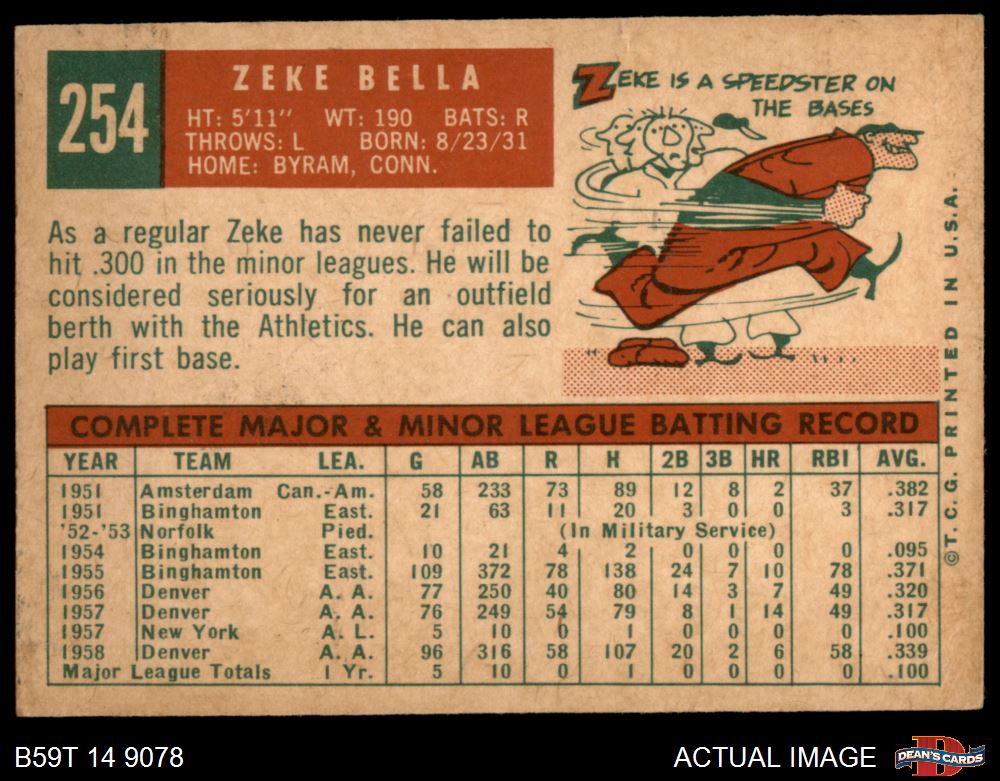 254
ZEKE BELLA
HT: 5'11" WT: 190 BATS: R
THROWS: L BORN: 8/23/31
HOME: BYRAM, CONN.
ZEKE IS A SPEEDSTER ON
THE BASES
As a regular Zeke has never failed to
hit .300 in the minor leagues. He will be
considered seriously for an outfield
berth with the Athletics. He can also
play first base.
COMPLETE MAJOR & MINOR LEAGUE BATTING RECORD
YEAR TEAM LEA. G AB R H 2B 3B HR RBI AVG.
1951 Amsterdam Can.-Am. 58 233 73 89 12 8 2 37 .382
1951 Binghamton East. 21 63 11 20 3 0 0 3 .317
'52-'53 Norfolk Pied. (In Military Service)
1954 Binghamton East. 10 21 4 2 0 0 0 0 .095
1955 Binghamton East. 109 372 78 138 24 7 10 78 .371
1956 Denver A. A. 77 250 40 80 14 3 7 49 .320
1957 Denver A. A. 76 249 54 79 8 1 14 49 .317
1957 New York A. L. 5 10 0 1 0 0 0 0 .100
1958 Denver A. A. 96 316 58 107 20 2 6 58 .339
Major League Totals 1 Yr. 5 10 0 1 0 0 0 0 .100
©T.C.G. PRINTED IN U.S.A.
B59T 14 9078
ACTUAL IMAGE
D
DEAN'S CARDS